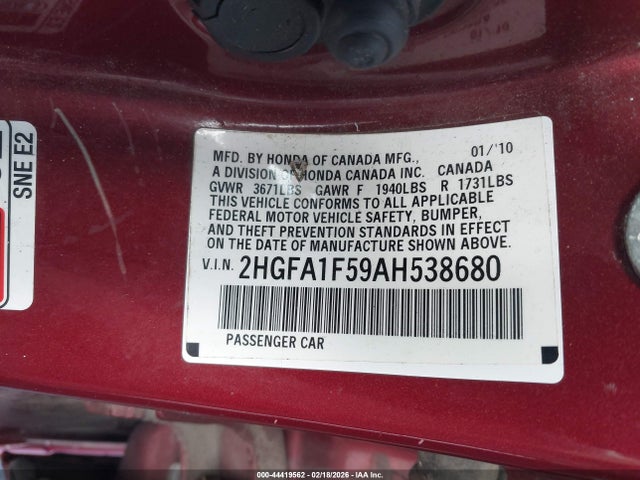 01/10
SNE E2
MFD. BY HONDA OF CANADA MFG., 01/'10
A DIVISION OF HONDA CANADA INC. CANADA
GVWR 3671LBS GAWR F 1940LBS R 1731LBS
THIS VEHICLE CONFORMS TO ALL APPLICABLE
FEDERAL MOTOR VEHICLE SAFETY, BUMPER,
AND THEFT PREVENTION STANDARDS IN EFFECT
ON THE DATE OF MANUFACTURE SHOWN ABOVE.
V.I.N. 2HGFA1F59AH538680
PASSENGER CAR
000-44419562 - 02/18/2026 - IAA Inc.